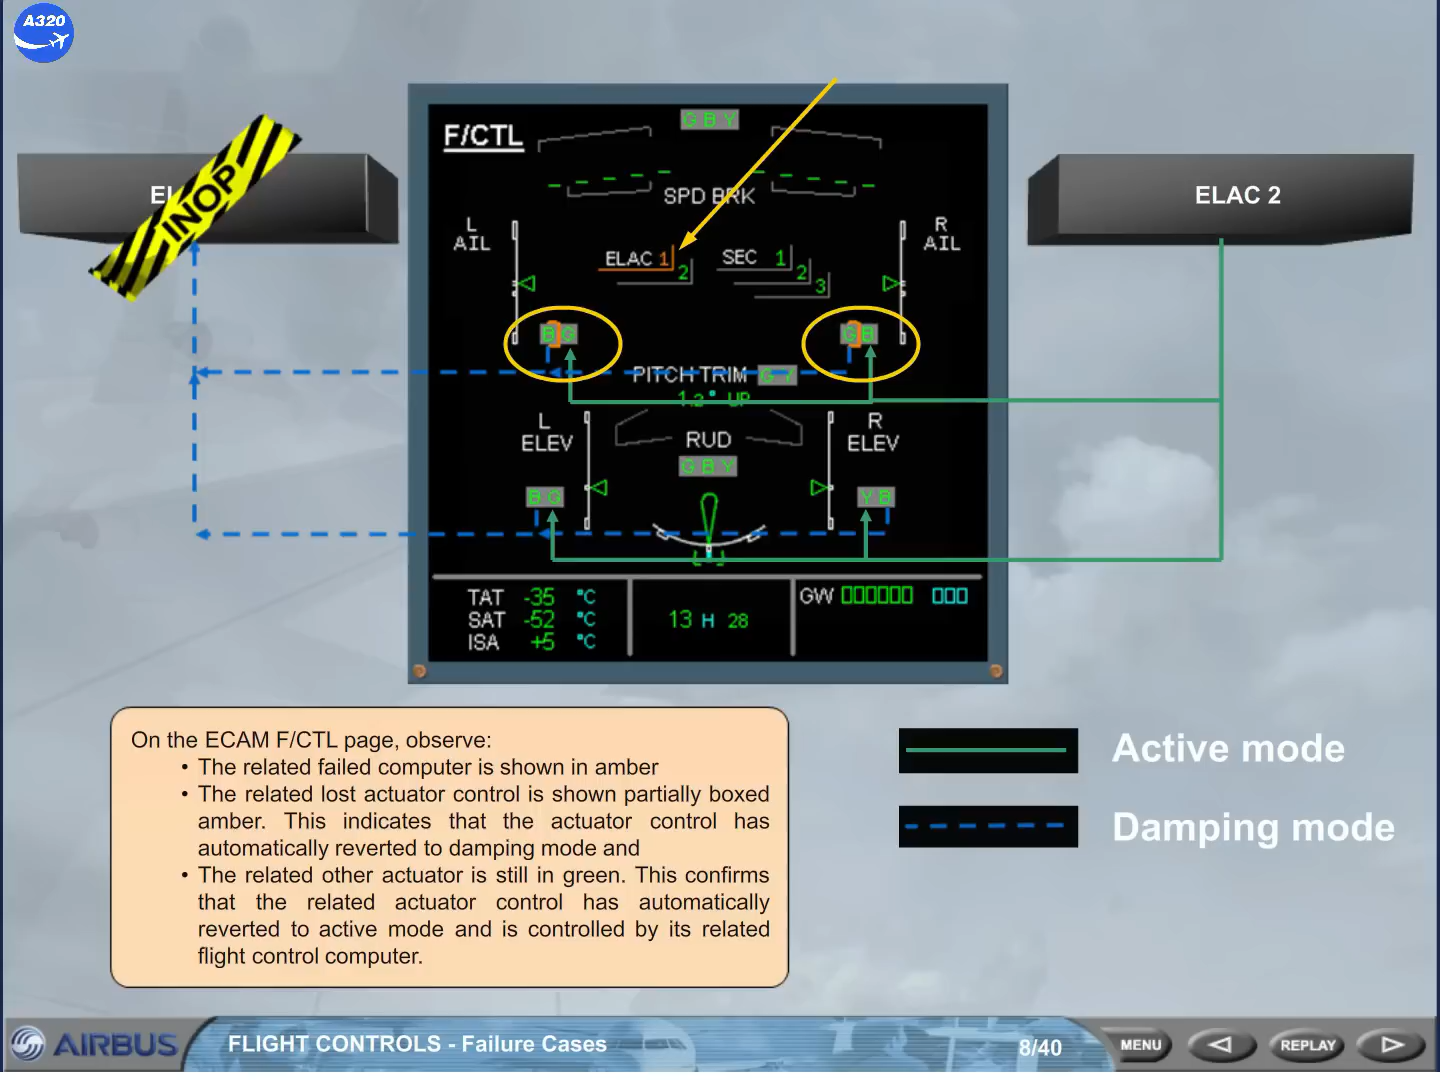 A320
F/CTL
G B Y
SPD BRK
L
AIL
R
AIL
ELAC 1
2
SEC 1
2
3
B G
G B
PITCH TRIM G Y
UP
L
ELEV
R
ELEV
RUD
G B Y
B G
Y B
TAT -35 °C
SAT -52 °C
ISA +5 °C
13 H 28
GW
INOP
ELAC 2
On the ECAM F/CTL page, observe:
• The related failed computer is shown in amber
• The related lost actuator control is shown partially boxed
amber. This indicates that the actuator control has
automatically reverted to damping mode and
• The related other actuator is still in green. This confirms
that the related actuator control has automatically
reverted to active mode and is controlled by its related
flight control computer.
Active mode
Damping mode
AIRBUS
FLIGHT CONTROLS - Failure Cases
8/40
MENU
REPLAY